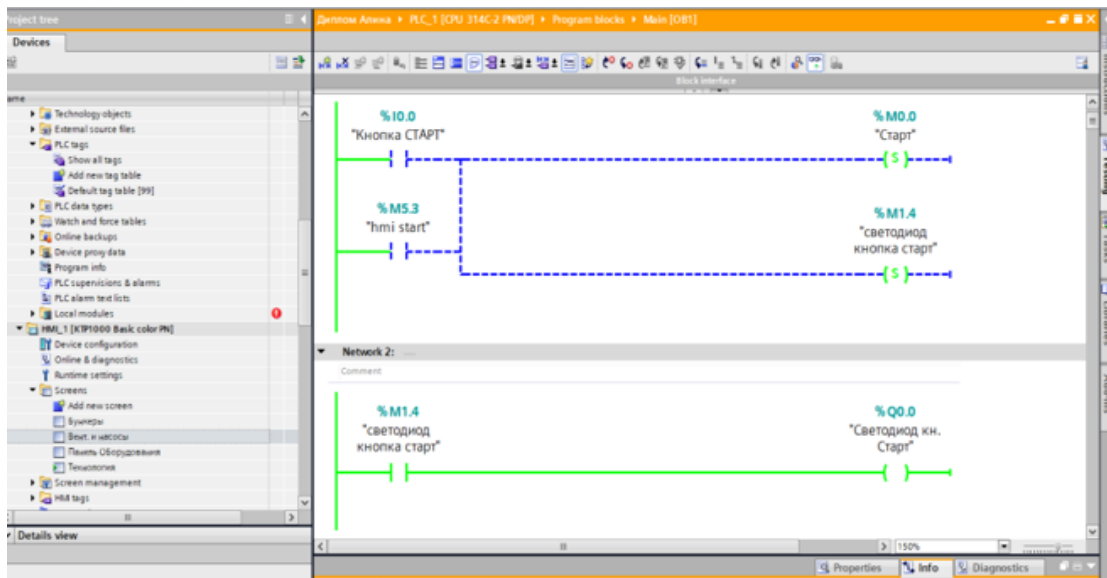 Project tree
Диплом Алина ▸ PLC_1 [CPU 314C-2 PN/DP] ▸ Program blocks ▸ Main [OB1]
Devices
Block interface
Technology objects
External source files
PLC tags
Show all tags
Add new tag table
Default tag table [99]
PLC data types
Watch and force tables
Online backups
Device proxy data
Program info
PLC supervisions & alarms
PLC alarm text lists
Local modules
HMI_1 [KTP1000 Basic color PN]
Device configuration
Online & diagnostics
Runtime settings
Screens
Add new screen
Бункеры
Вент. и насосы
Панель Оборудования
Технология
Screen management
HMI tags
Details view
%I0.0
"Кнопка СТАРТ"
%M0.0
"Старт"
S
%M5.3
"hmi start"
%M1.4
"светодиод
кнопка старт"
S
Network 2: ....
Comment
%M1.4
"светодиод
кнопка старт"
%Q0.0
"Светодиод кн.
Старт"
150%
Properties
Info
Diagnostics